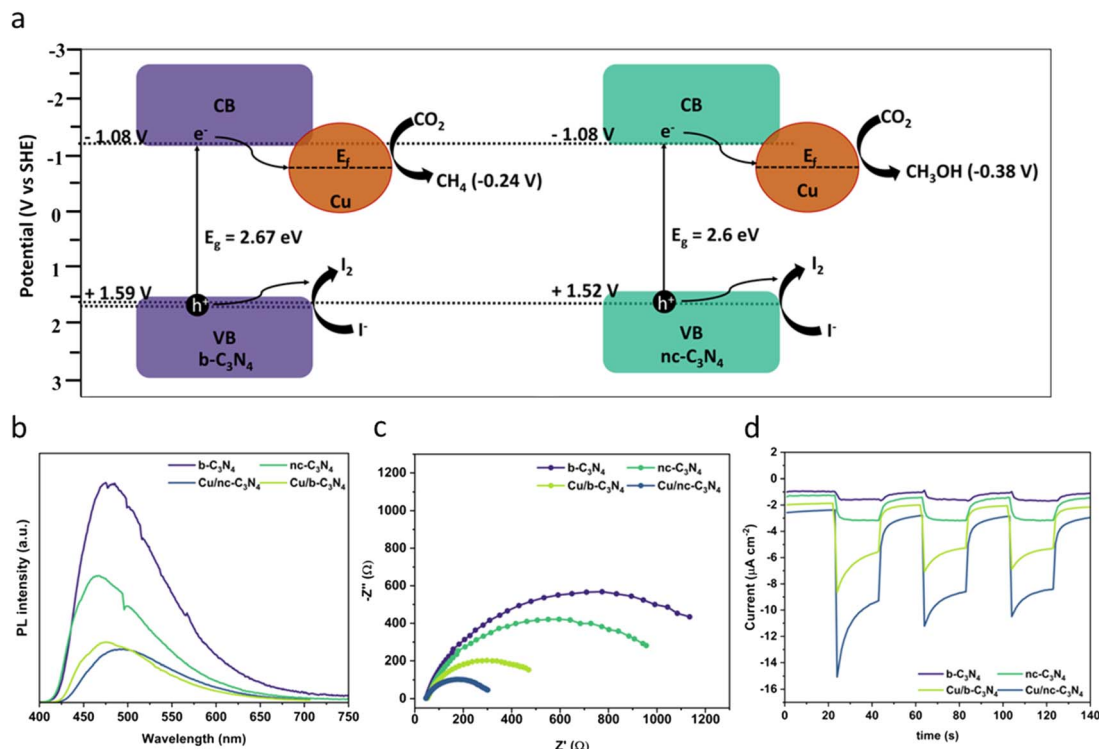 a
Potential (V vs SHE)
-3
-2
-1
0
1
2
3
CB
- 1.08 V
e⁻
E_f
Cu
CO₂
CH₄ (-0.24 V)
E_g = 2.67 eV
+ 1.59 V
h⁺
I₂
I⁻
VB
b-C₃N₄
CB
- 1.08 V
e⁻
E_f
Cu
CO₂
CH₃OH (-0.38 V)
E_g = 2.6 eV
+ 1.52 V
h⁺
I₂
I⁻
VB
nc-C₃N₄
b
PL intensity (a.u.)
b-C₃N₄ nc-C₃N₄
Cu/nc-C₃N₄ Cu/b-C₃N₄
400 450 500 550 600 650 700 750
Wavelength (nm)
c
-Z'' (Ω)
1400
1200
1000
800
600
400
200
0
b-C₃N₄ nc-C₃N₄
Cu/b-C₃N₄ Cu/nc-C₃N₄
0 200 400 600 800 1000 1200
Z' (Ω)
d
Current (µA cm⁻²)
2
0
-2
-4
-6
-8
-10
-12
-14
-16
b-C₃N₄ nc-C₃N₄
Cu/b-C₃N₄ Cu/nc-C₃N₄
0 20 40 60 80 100 120 140
time (s)